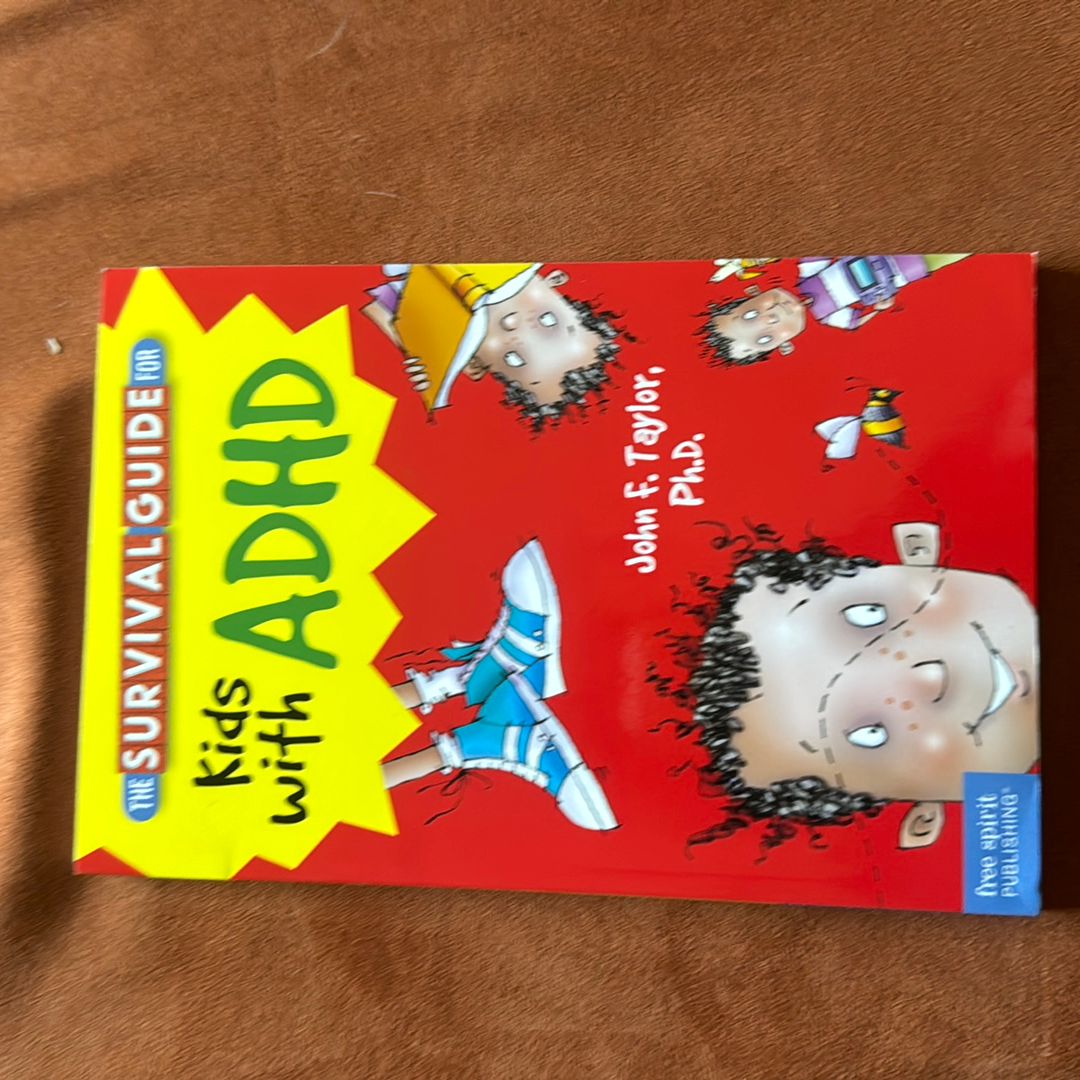 THE SURVIVAL GUIDE FOR
Kids
with ADHD
John F. Taylor,
Ph.D.
free spirit
PUBLISHING®